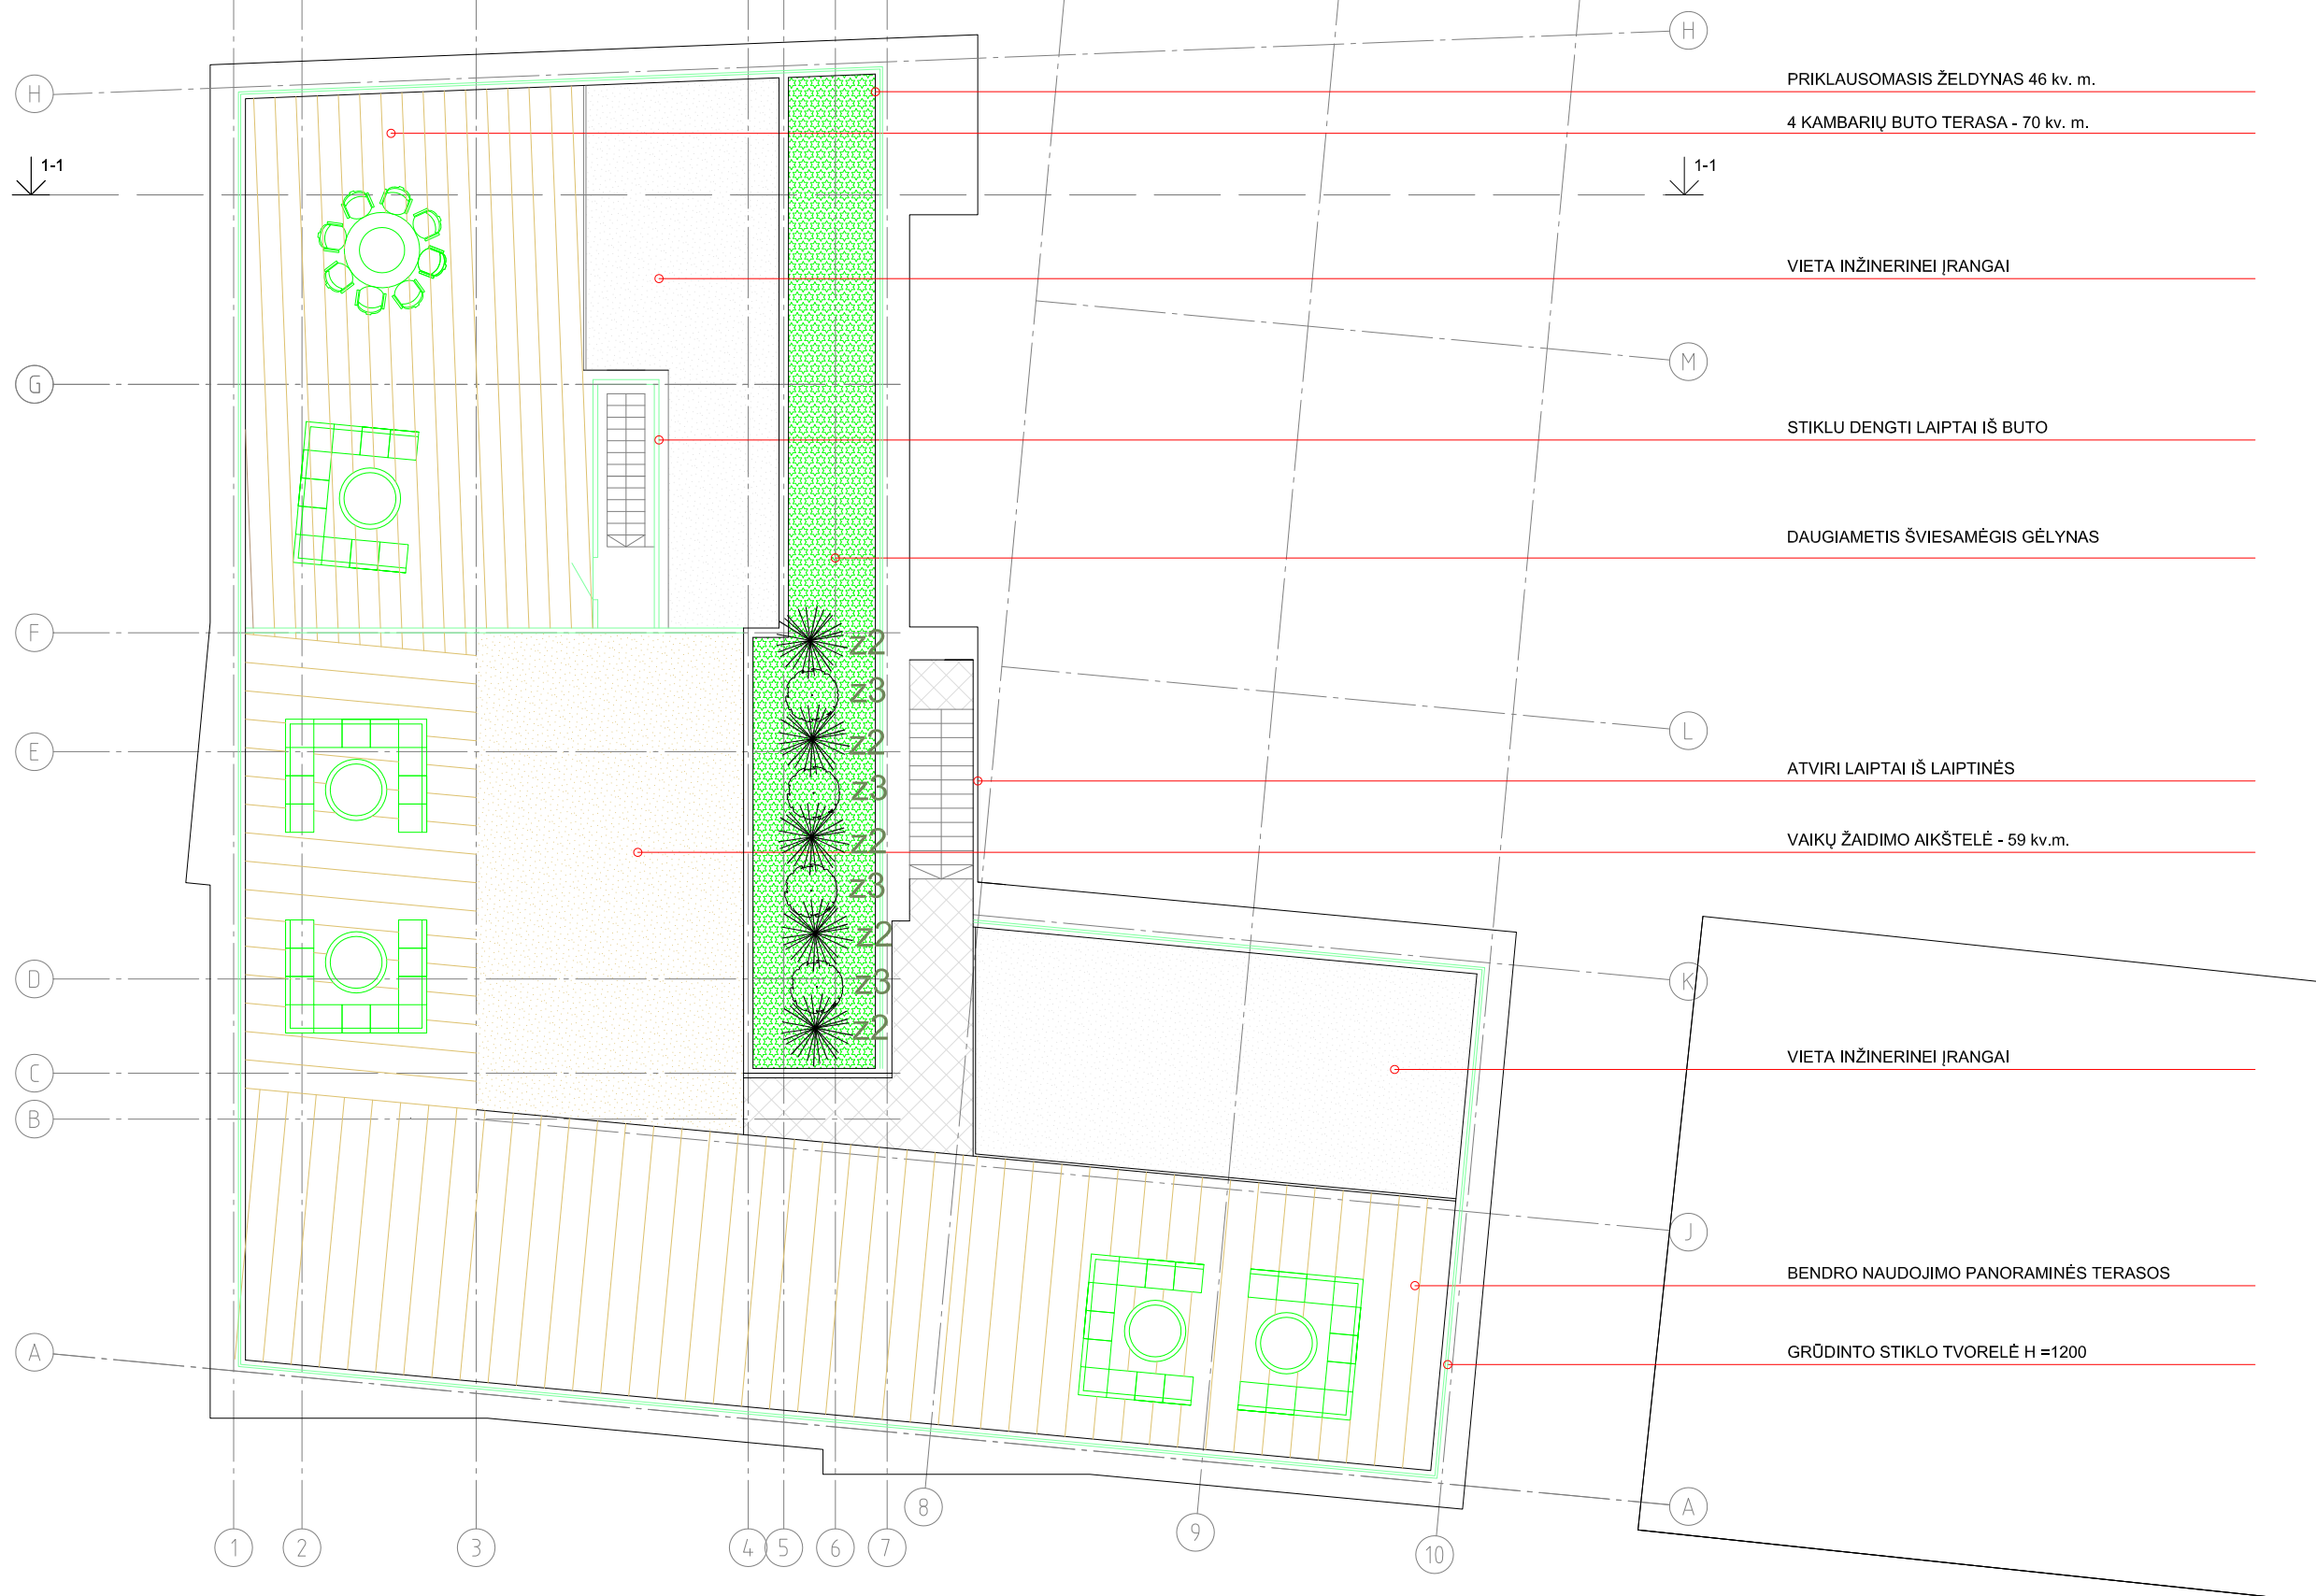 H
H
PRIKLAUSOMASIS ŽELDYNAS 46 kv. m.
4 KAMBARIŲ BUTO TERASA - 70 kv. m.
1-1
1-1
VIETA INŽINERINEI ĮRANGAI
M
G
STIKLU DENGTI LAIPTAI IŠ BUTO
DAUGIAMETIS ŠVIESAMĖGIS GĖLYNAS
F
z2
z3
L
E
z2
ATVIRI LAIPTAI IŠ LAIPTINĖS
z3
z2
VAIKŲ ŽAIDIMO AIKŠTELĖ - 59 kv.m.
z3
z2
D
z3
K
z2
VIETA INŽINERINEI ĮRANGAI
C
B
J
BENDRO NAUDOJIMO PANORAMINĖS TERASOS
A
GRŪDINTO STIKLO TVORELĖ H =1200
8
A
9
1
2
3
4
5
6
7
10